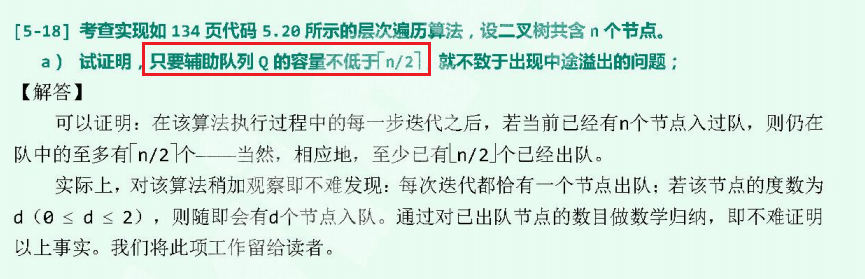 [5-18] 考查实现如 134 页代码 5.20 所示的层次遍历算法，设二叉树共含 n 个节点。
a） 试证明，只要辅助队列 Q 的容量不低于⌈n/2⌉ 就不致于出现中途溢出的问题；
【解答】
可以证明：在该算法执行过程中的每一步迭代之后，若当前已经有n个节点入过队，则仍在
队中的至多有⌈n/2⌉个——当然，相应地，至少已有⌊n/2⌋个已经出队。
实际上，对该算法稍加观察即不难发现：每次迭代都恰有一个节点出队；若该节点的度数为
d（0 ≤ d ≤ 2），则随即会有d个节点入队。通过对已出队节点的数目做数学归纳，即不难证明
以上事实。我们将此项工作留给读者。